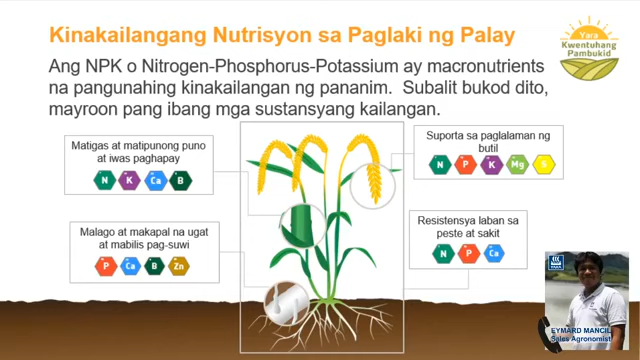 Kinakailangang Nutrisyon sa Paglaki ng Palay
Yara
Kwentuhang
Pambukid
Ang NPK o Nitrogen-Phosphorus-Potassium ay macronutrients
na pangunahing kinakailangan ng pananim. Subalit bukod dito,
mayroon pang ibang mga sustansyang kailangan.
Matigas at matipunong puno
at iwas paghapay
N K Ca B
Suporta sa paglalaman ng
butil
N P K Mg S
Malago at makapal na ugat
at mabilis pag-suwi
P Ca B Zn
Resistensya laban sa
peste at sakit
N P Ca
EYMARD MANCIL
Sales Agronomist